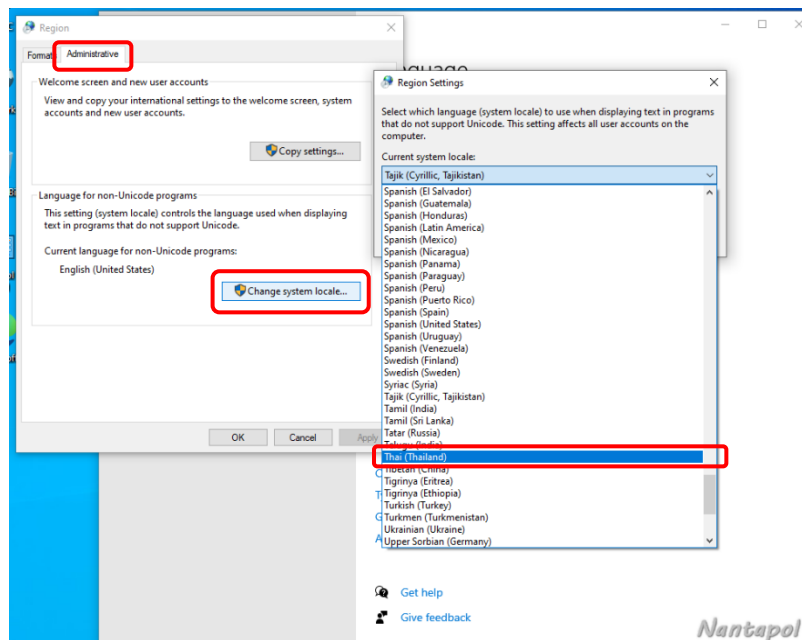 Region
Formats
Administrative
Welcome screen and new user accounts
View and copy your international settings to the welcome screen, system
accounts and new user accounts.
Copy settings...
Language for non-Unicode programs
This setting (system locale) controls the language used when displaying
text in programs that do not support Unicode.
Current language for non-Unicode programs:
English (United States)
Change system locale...
OK
Cancel
Apply
Region Settings
Select which language (system locale) to use when displaying text in programs
that do not support Unicode. This setting affects all user accounts on the
computer.
Current system locale:
Tajik (Cyrillic, Tajikistan)
Spanish (El Salvador)
Spanish (Guatemala)
Spanish (Honduras)
Spanish (Latin America)
Spanish (Mexico)
Spanish (Nicaragua)
Spanish (Panama)
Spanish (Paraguay)
Spanish (Peru)
Spanish (Puerto Rico)
Spanish (Spain)
Spanish (United States)
Spanish (Uruguay)
Spanish (Venezuela)
Swedish (Finland)
Swedish (Sweden)
Syriac (Syria)
Tajik (Cyrillic, Tajikistan)
Tamil (India)
Tamil (Sri Lanka)
Tatar (Russia)
Telugu (India)
Thai (Thailand)
Tibetan (China)
Tigrinya (Eritrea)
Tigrinya (Ethiopia)
Turkish (Turkey)
Turkmen (Turkmenistan)
Ukrainian (Ukraine)
Upper Sorbian (Germany)
Get help
Give feedback
Nantapol